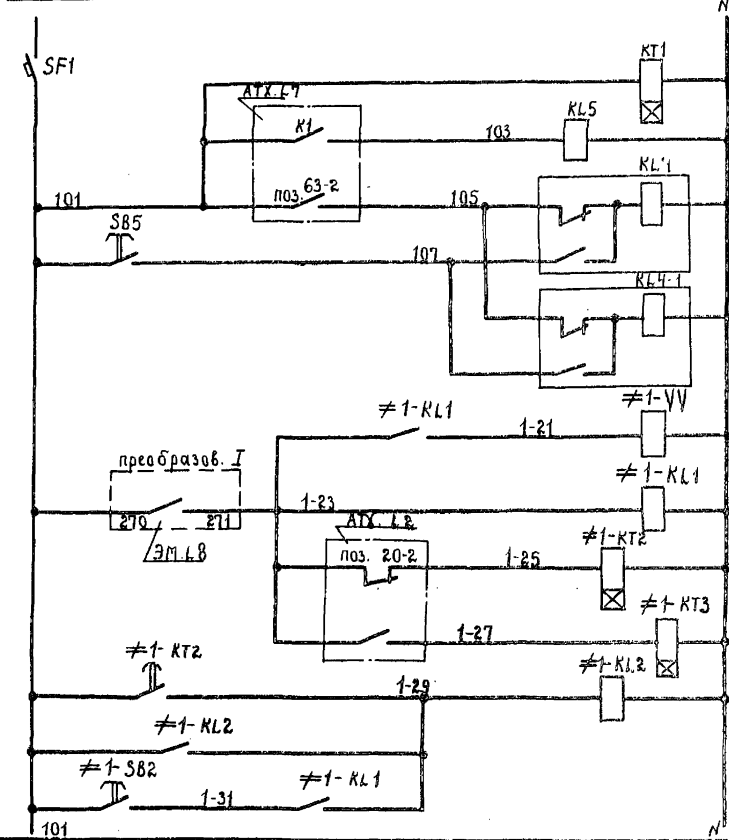 N
SF1
KT1
АТХ.L7
K1
103
KL5
101
ПОЗ. 63-2
105
KL'1
SB5
107
KL4-1
≠1-KL1
1-21
≠1-VV
преобразов. I
≠1-KL1
1-23
270 271
АТХ. L2
ЭМ.L8
ПОЗ. 20-2
1-25
≠1-KT2
≠1-KT3
1-27
≠1-KT2
≠1-KL2
1-29
≠1-KL2
≠1-SB2
1-31
≠1-KL1
101
N